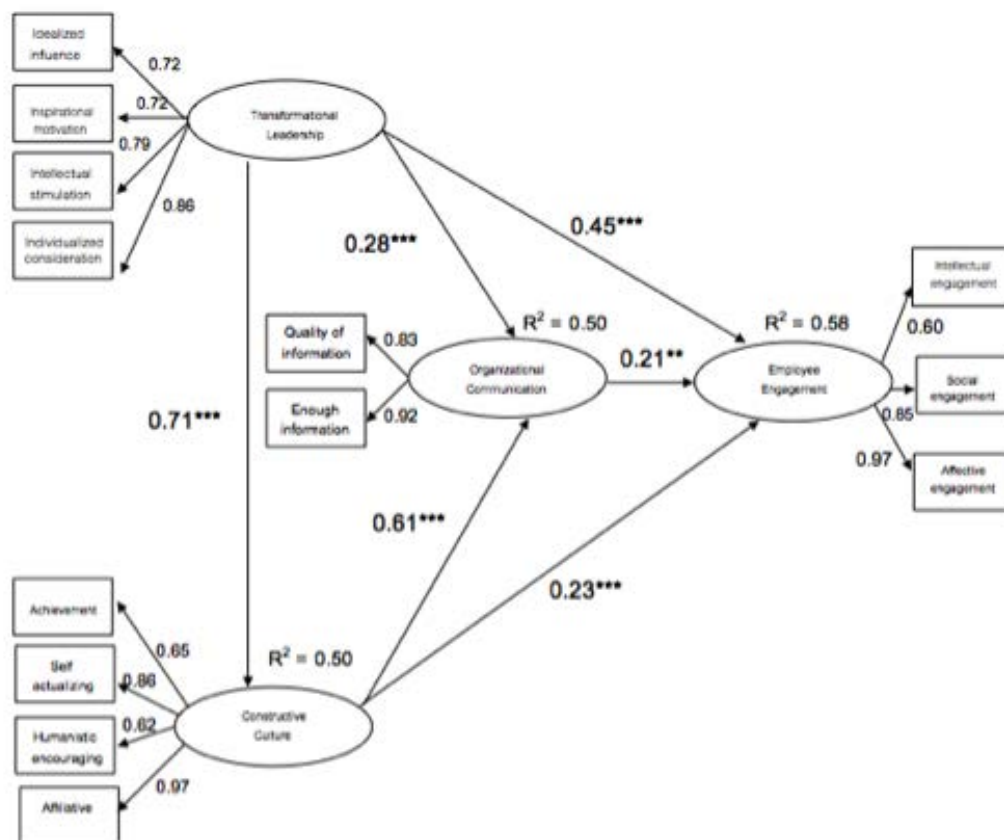 Idealized
infuence
0.72
Inspirational
motivation
0.72
Intellectual
stimulation
0.79
Individualized
consideration
0.86
Transformational
Leadership
0.28***
0.45***
0.71***
Quality of
information
0.83
Enough
information
0.92
R² = 0.50
Organizational
Communication
0.21**
R² = 0.58
Employee
Engagement
Intellectual
engagement
0.60
Social
engagement
0.85
Affective
engagement
0.97
0.61***
0.23***
Achievement
0.65
Self
actualizing
0.86
Humanistic
encouraging
0.62
Affiliative
0.97
R² = 0.50
Constructive
Culture